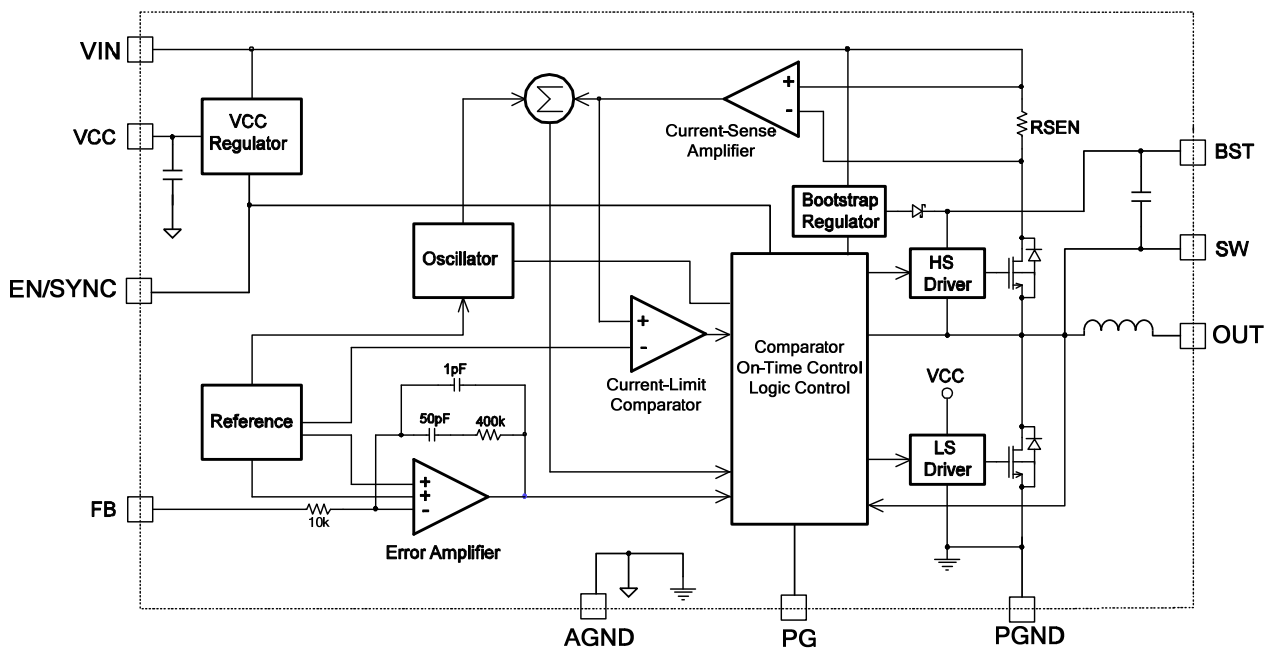 VIN
VCC
Regulator
VCC
Σ
+
-
Current-Sense
Amplifier
RSEN
BST
Bootstrap
Regulator
SW
EN/SYNC
Oscillator
HS
Driver
OUT
+
-
Current-Limit
Comparator
Comparator
On-Time Control
Logic Control
VCC
1pF
50pF
400k
Reference
LS
Driver
FB
10k
+
+
-
Error Amplifier
AGND
PG
PGND